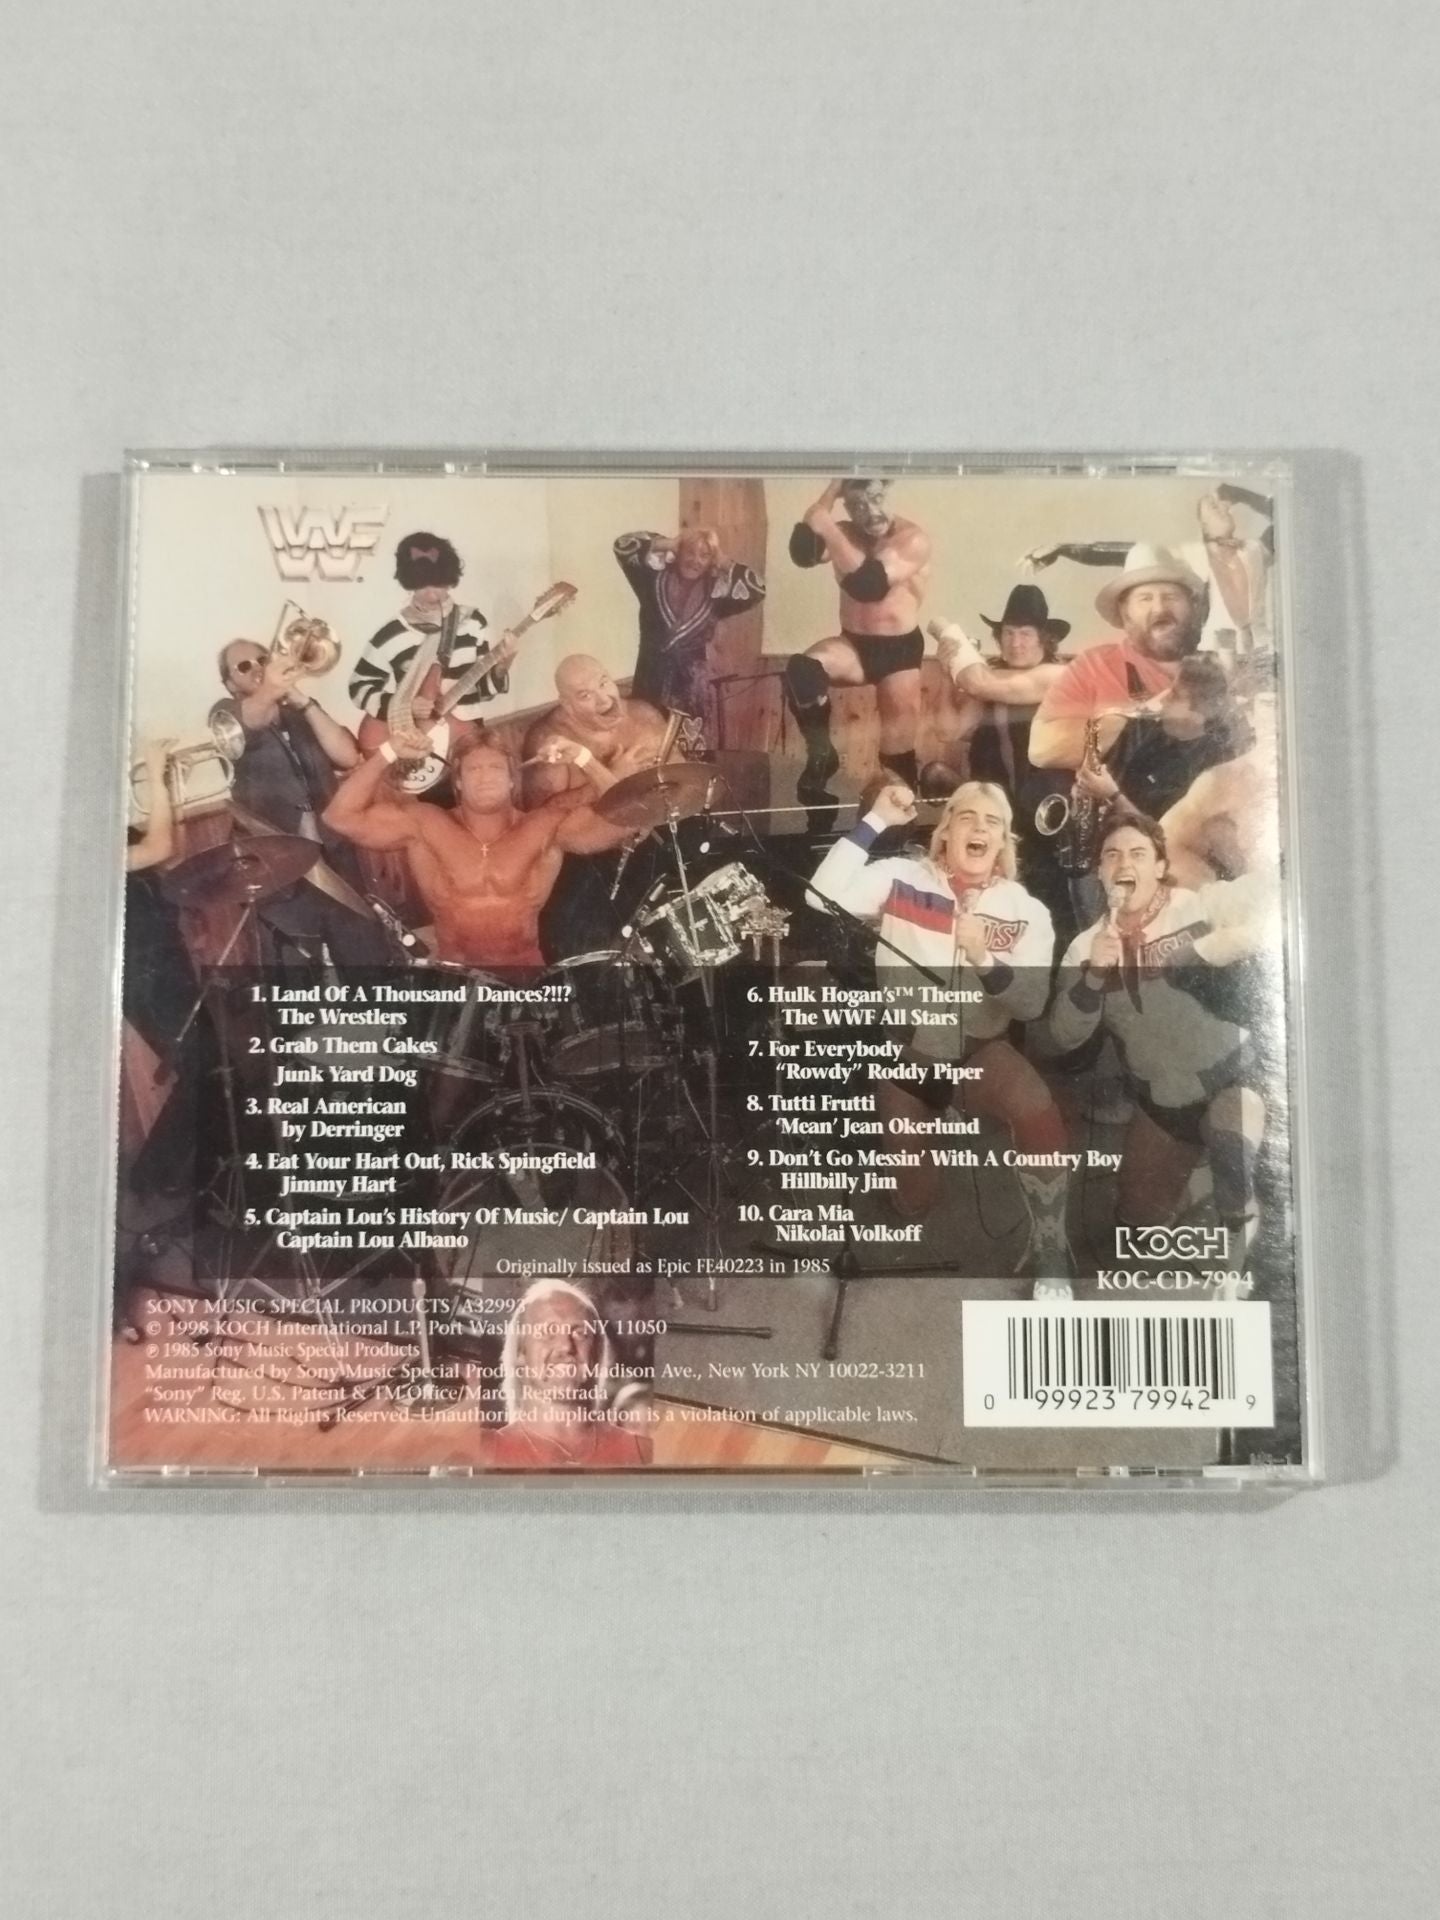 WWF
1. Land Of A Thousand Dances?!!?
The Wrestlers
2. Grab Them Cakes
Junk Yard Dog
3. Real American
by Derringer
4. Eat Your Hart Out, Rick Spingfield
Jimmy Hart
5. Captain Lou's History Of Music/ Captain Lou
Captain Lou Albano
6. Hulk Hogan's™ Theme
The WWF All Stars
7. For Everybody
"Rowdy" Roddy Piper
8. Tutti Frutti
'Mean' Jean Okerlund
9. Don't Go Messin' With A Country Boy
Hillbilly Jim
10. Cara Mia
Nikolai Volkoff
Originally issued as Epic FE40223 in 1985
KOCH
KOC-CD-7994
SONY MUSIC SPECIAL PRODUCTS/A32993
© 1998 KOCH International L.P. Port Washington, NY 11050
℗ 1985 Sony Music Special Products
Manufactured by Sony Music Special Products/550 Madison Ave., New York NY 10022-3211
"Sony" Reg. U.S. Patent & TM Office/Marca Registrada
WARNING: All Rights Reserved. Unauthorized duplication is a violation of applicable laws.
0 99923 79942 9
USA